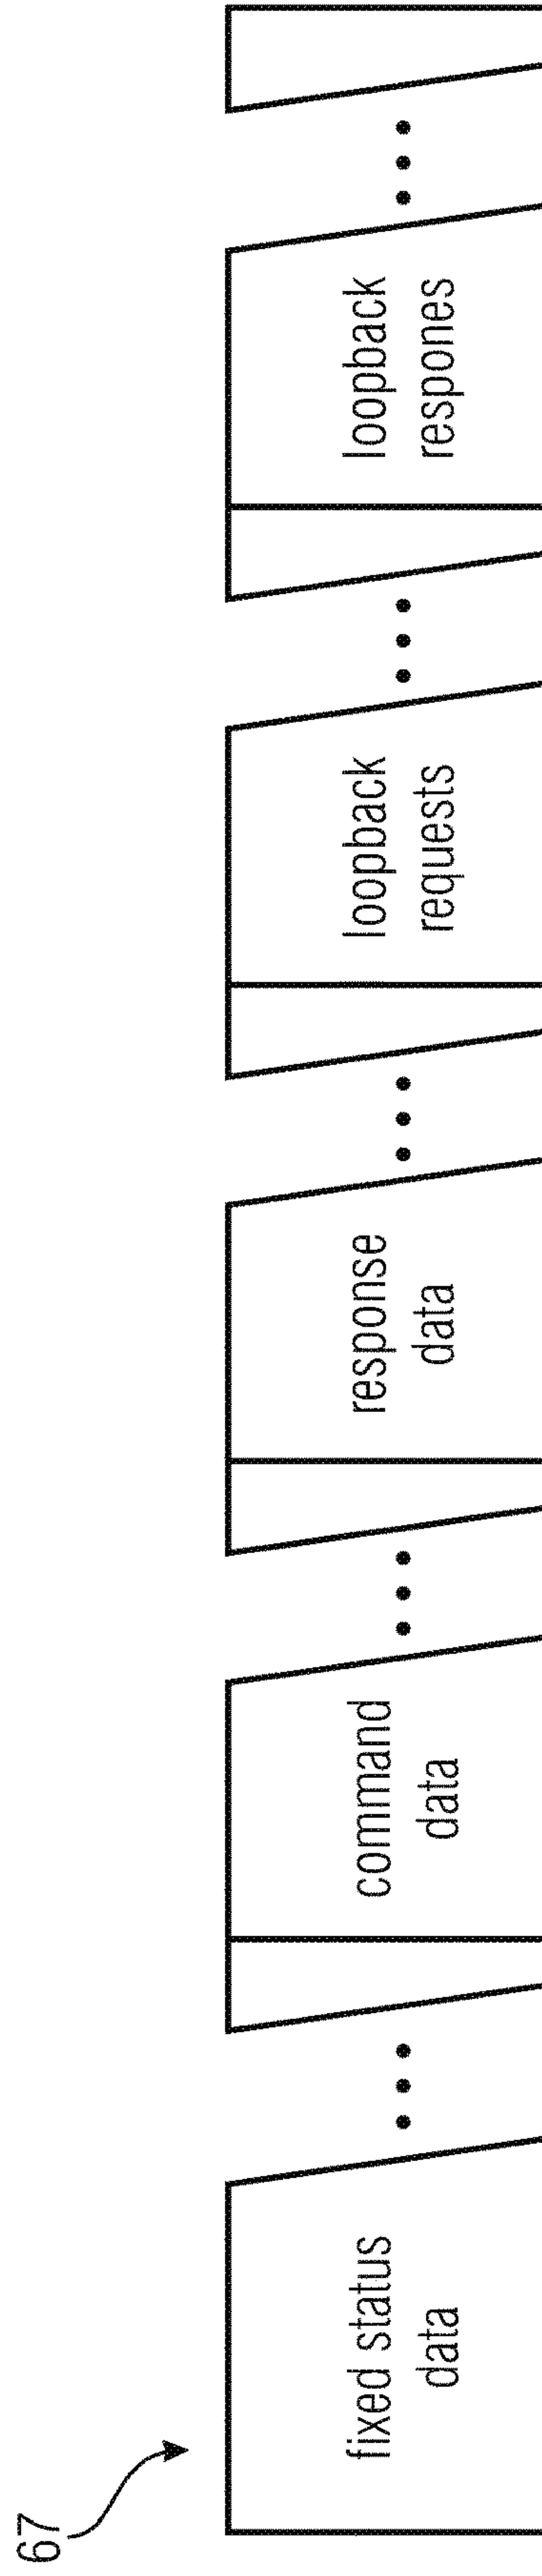 67
fixed status
data
command
data
response
data
loopback
requests
loopback
respones